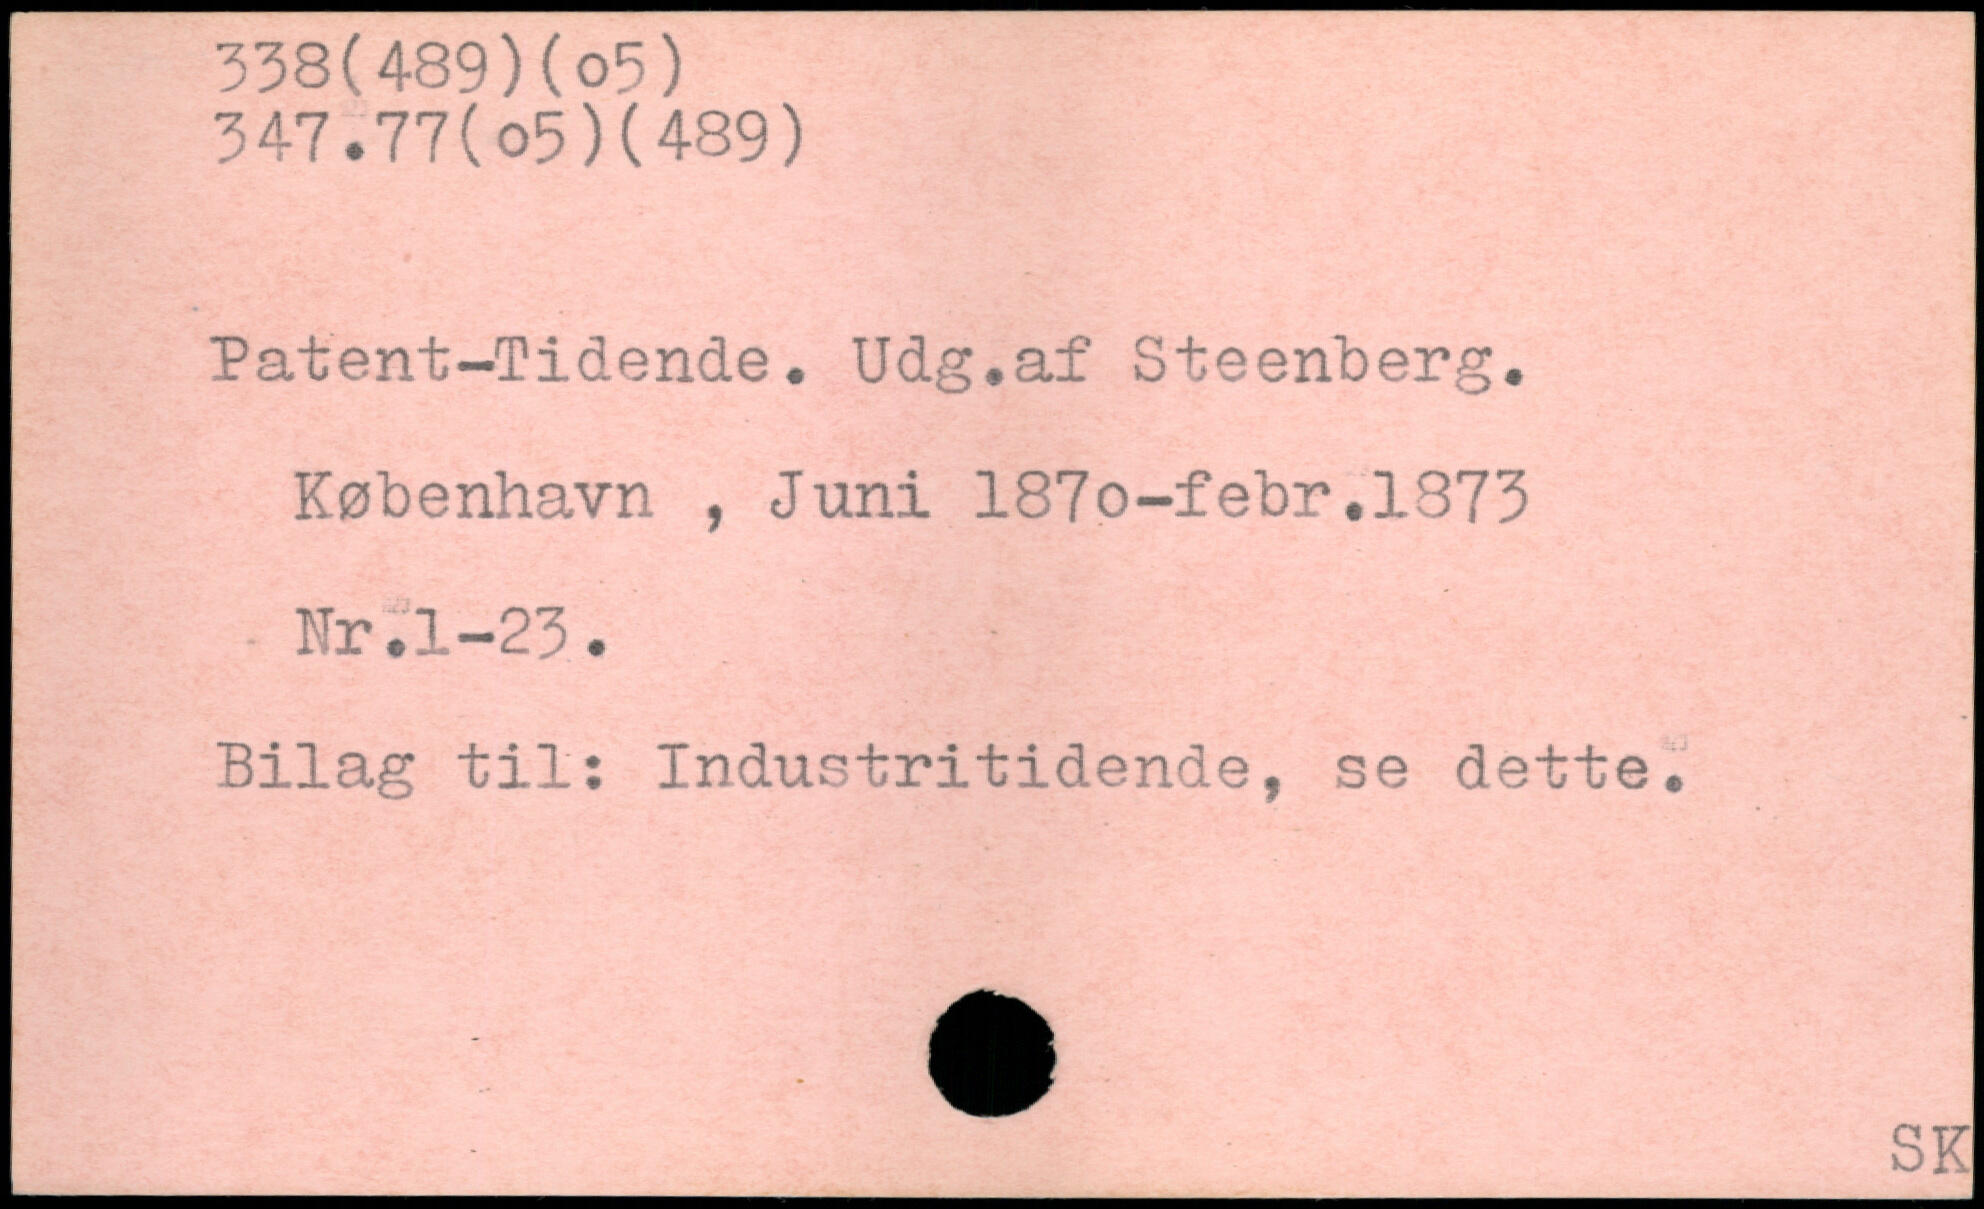 338(489)(o5)
347.77(o5)(489)
Patent-Tidende. Udg.af Steenberg.
København , Juni 187o-febr.1873
Nr.1-23.
Bilag til: Industritidende, se dette.
SK